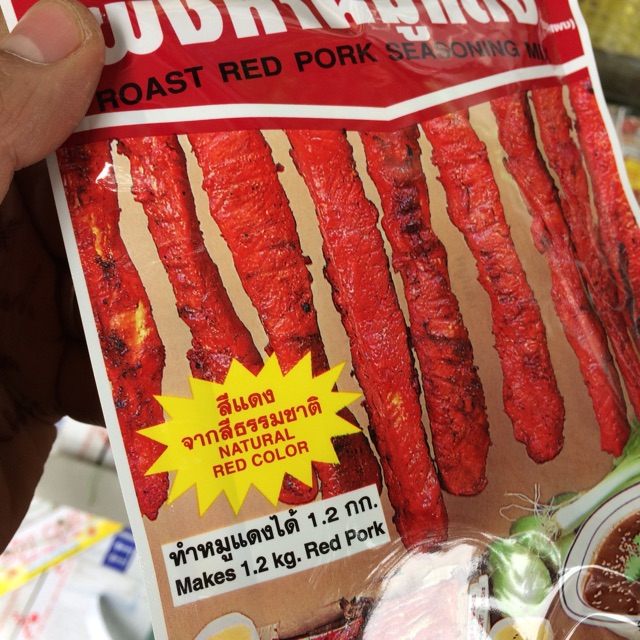 ROAST RED PORK SEASONING MIX
สีแดง
จากสีธรรมชาติ
NATURAL
RED COLOR
ทำหมูแดงได้ 1.2 กก.
Makes 1.2 kg. Red Pork